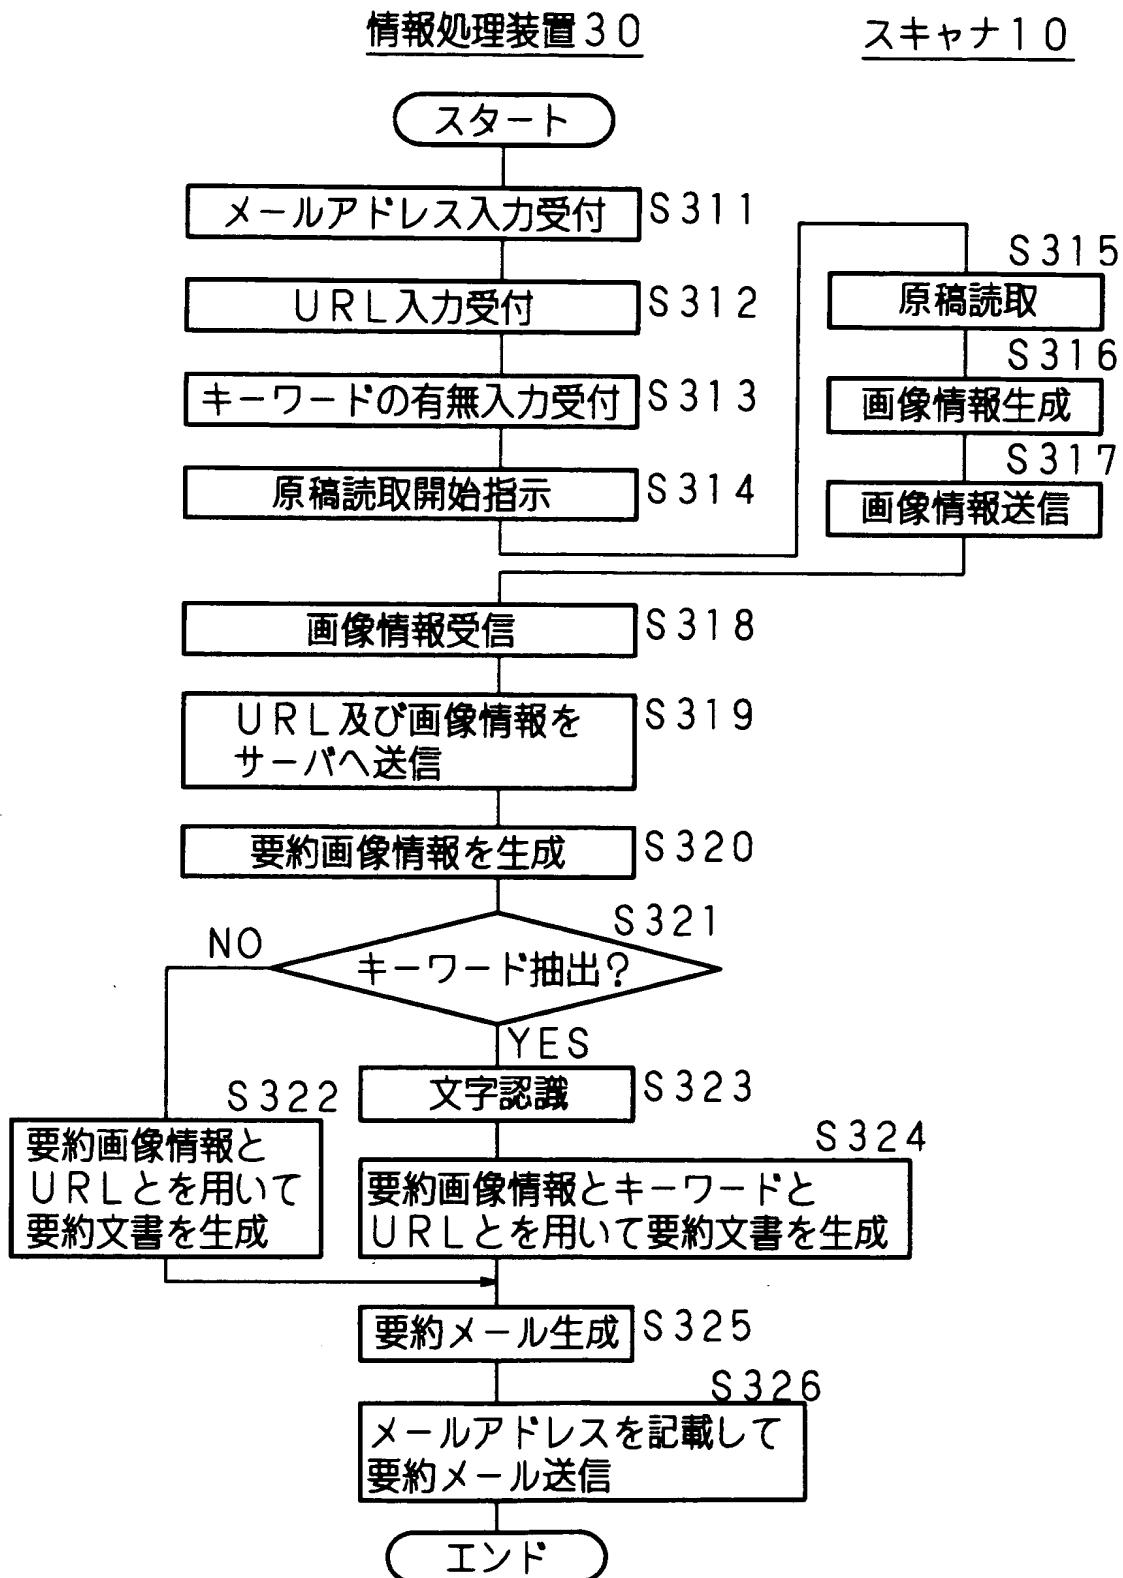 情報処理装置30
スキャナ10
スタート
メールアドレス入力受付
S311
URL入力受付
S312
キーワードの有無入力受付
S313
原稿読取開始指示
S314
S315
原稿読取
S316
画像情報生成
S317
画像情報送信
画像情報受信
S318
URL及び画像情報を
サーバへ送信
S319
要約画像情報を生成
S320
S321
キーワード抽出?
NO
YES
S322
要約画像情報と
URLとを用いて
要約文書を生成
文字認識
S323
S324
要約画像情報とキーワードと
URLとを用いて要約文書を生成
要約メール生成
S325
S326
メールアドレスを記載して
要約メール送信
エンド